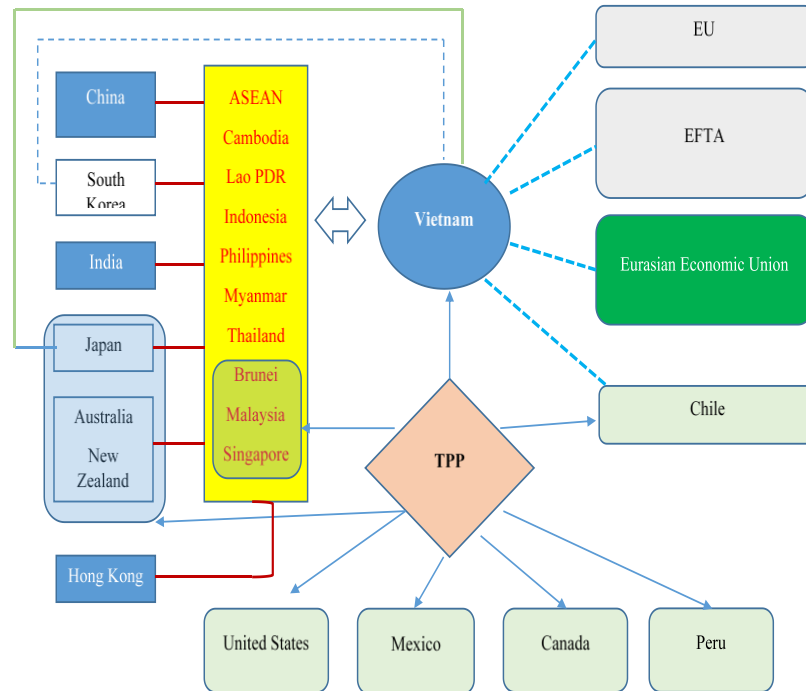 EU
China
ASEAN
Cambodia
EFTA
South
Korea
Lao PDR
Indonesia
Vietnam
India
Philippines
Eurasian Economic Union
Myanmar
Thailand
Japan
Brunei
Malaysia
Singapore
Australia
New
Zealand
Chile
TPP
Hong Kong
United States
Mexico
Canada
Peru